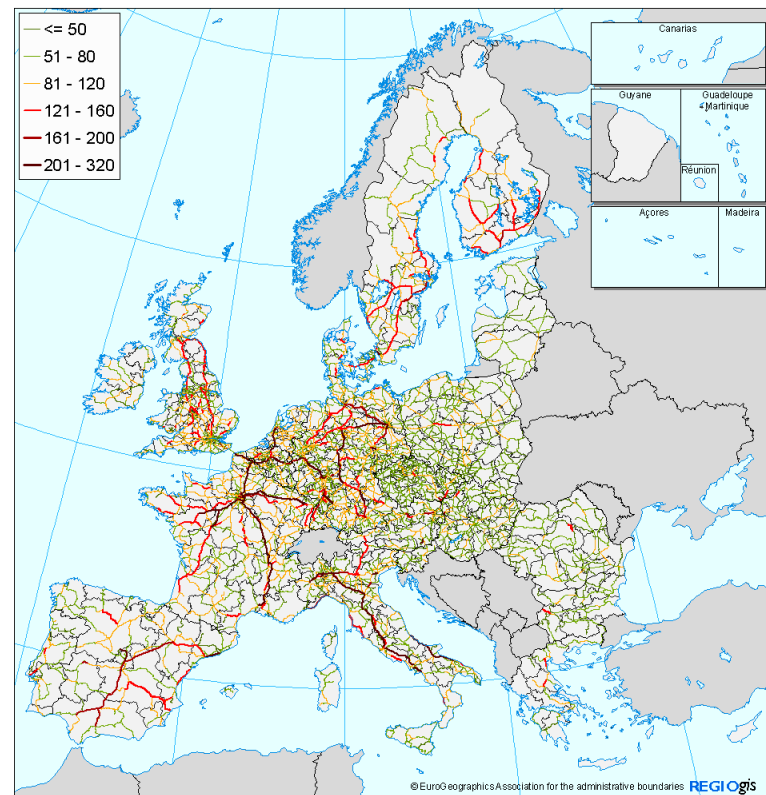 <= 50
51 - 80
81 - 120
121 - 160
161 - 200
201 - 320
Canarias
Guyane
Guadeloupe
Martinique
Réunion
Açores
Madeira
© EuroGeographics Association for the administrative boundaries REGIOgis